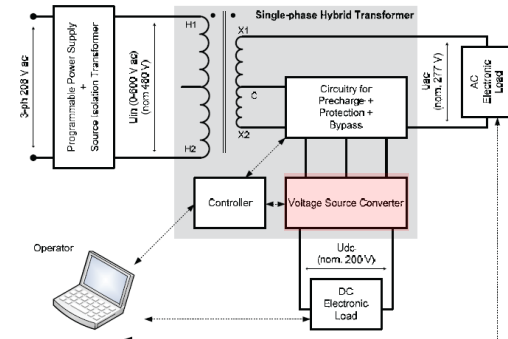 Single-phase Hybrid Transformer
3-ph 208 V ac
Programmable Power Supply
+
Source Isolation Transformer
Uin (0-600 V ac)
(nom 480 V)
H1
H2
X1
C
X2
Circuitry for
Precharge +
Protection +
Bypass
Uac
(nom. 277 V)
AC
Electronic
Load
Controller
Voltage Source Converter
Operator
Udc
(nom. 200 V)
DC
Electronic
Load